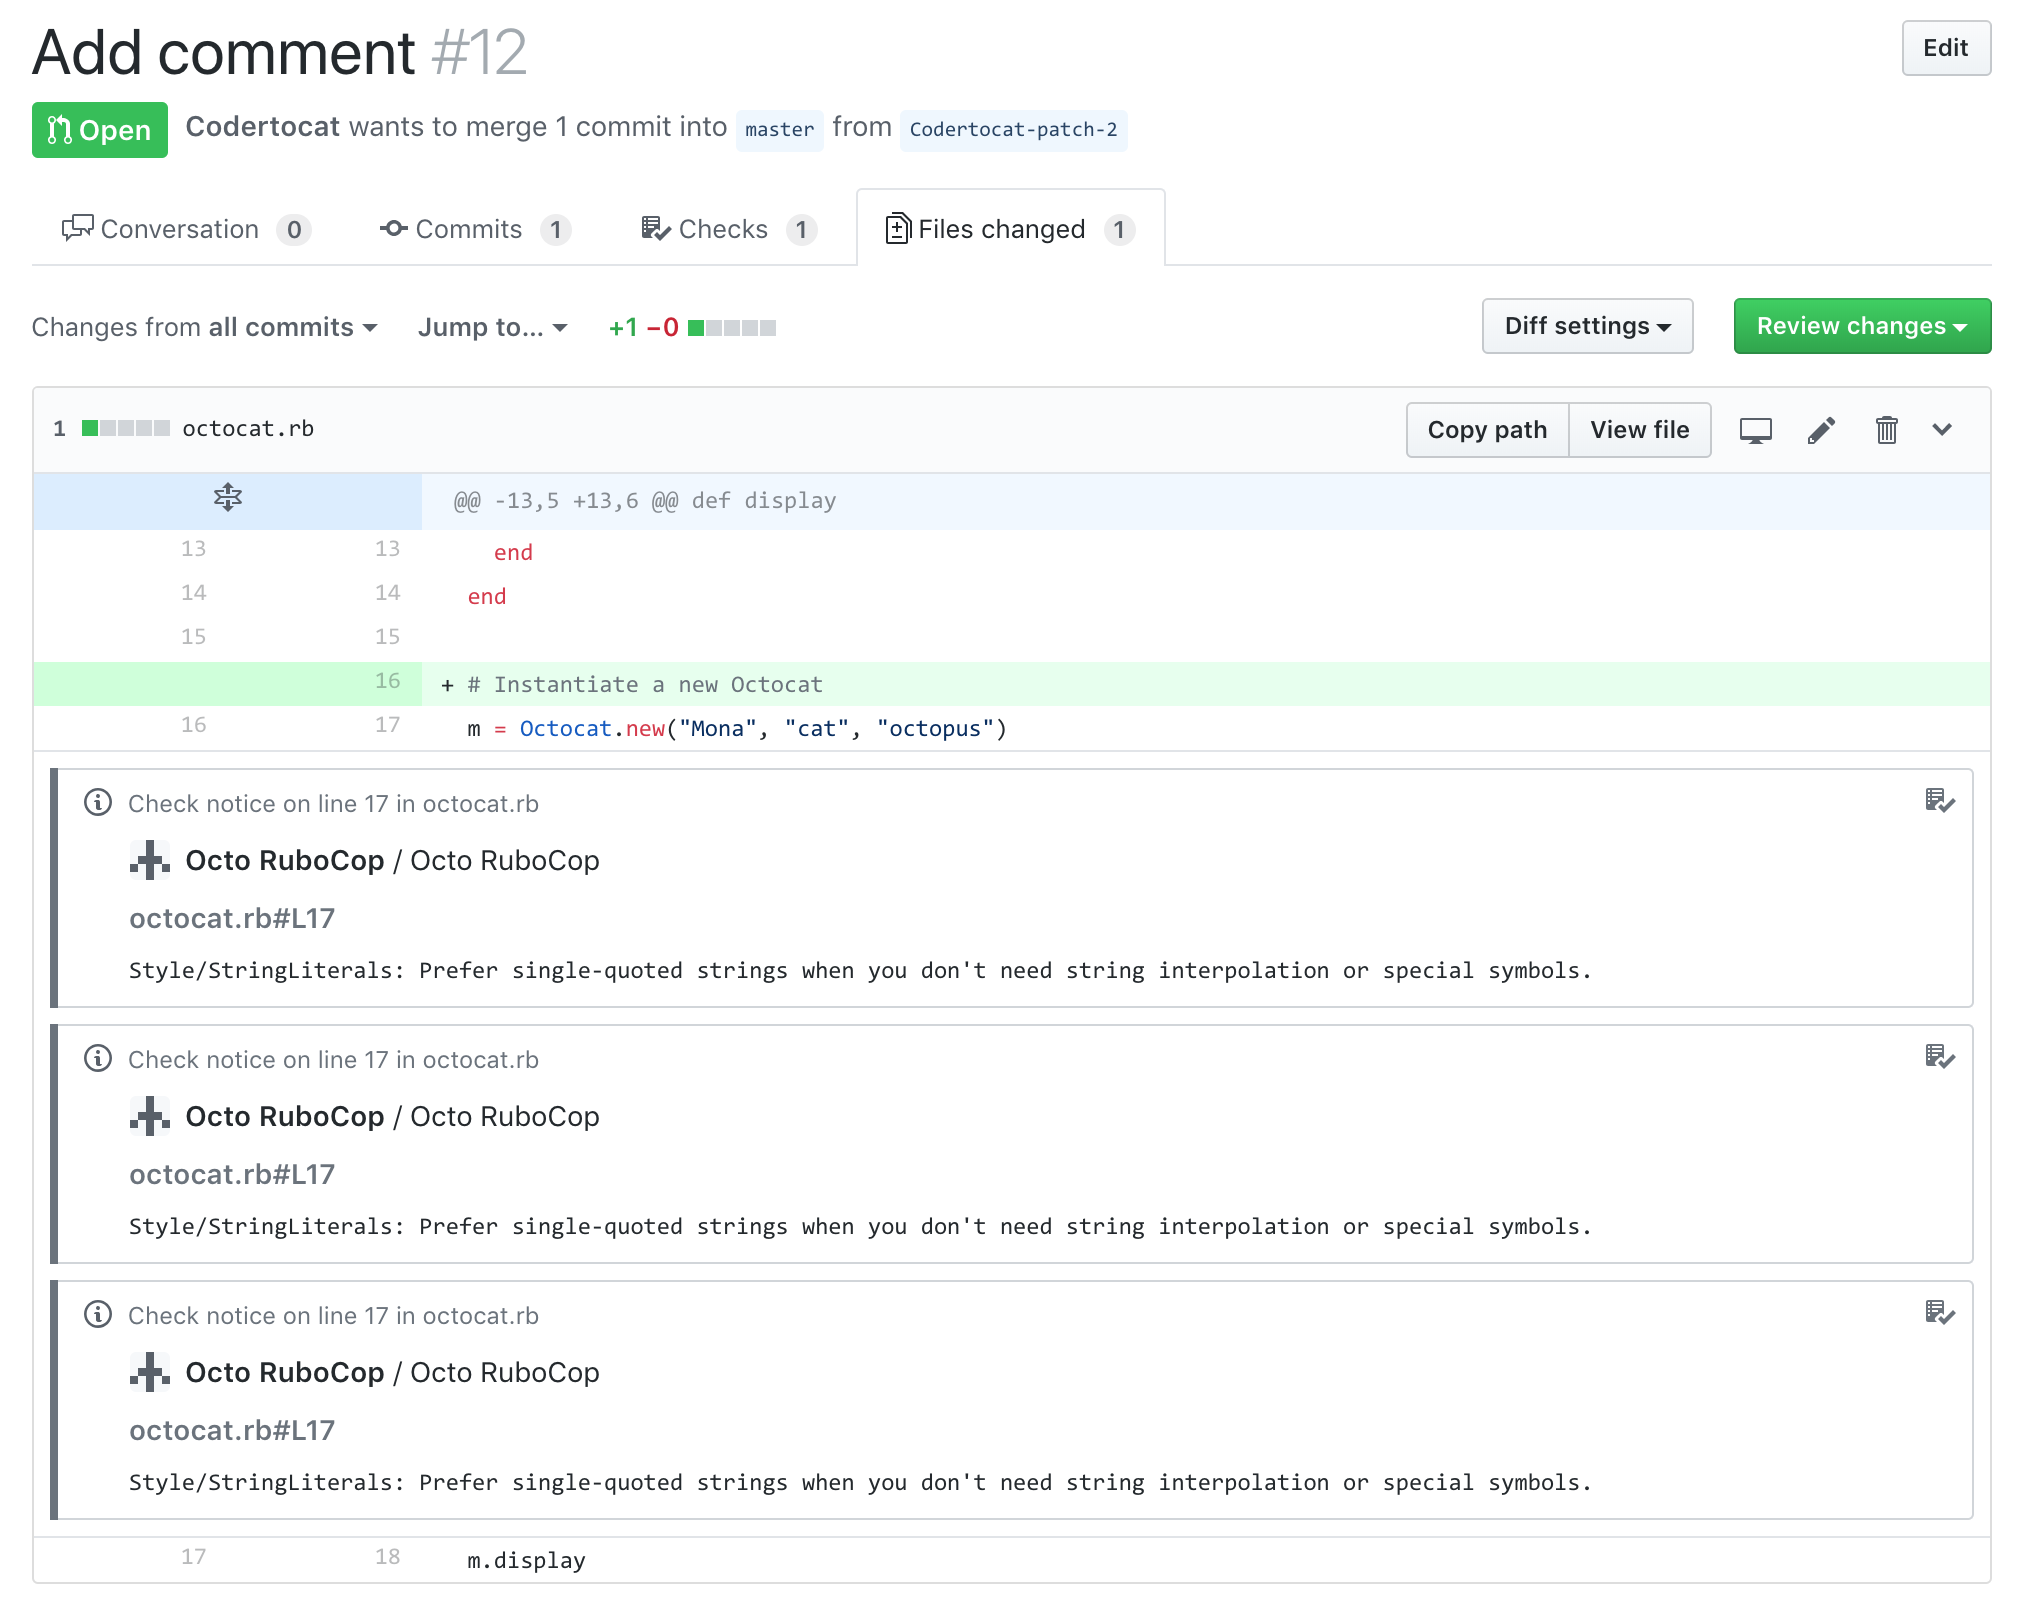 Add comment #12
Edit
Open Codertocat wants to merge 1 commit into master from Codertocat-patch-2
Conversation 0 Commits 1 Checks 1 Files changed 1
Changes from all commits Jump to... +1 −0 Diff settings Review changes
1 octocat.rb Copy path View file
@@ -13,5 +13,6 @@ def display
13 13 end
14 14 end
15 15
16 + # Instantiate a new Octocat
16 17 m = Octocat.new("Mona", "cat", "octopus")
Check notice on line 17 in octocat.rb
Octo RuboCop / Octo RuboCop
octocat.rb#L17
Style/StringLiterals: Prefer single-quoted strings when you don't need string interpolation or special symbols.
Check notice on line 17 in octocat.rb
Octo RuboCop / Octo RuboCop
octocat.rb#L17
Style/StringLiterals: Prefer single-quoted strings when you don't need string interpolation or special symbols.
Check notice on line 17 in octocat.rb
Octo RuboCop / Octo RuboCop
octocat.rb#L17
Style/StringLiterals: Prefer single-quoted strings when you don't need string interpolation or special symbols.
17 18 m.display